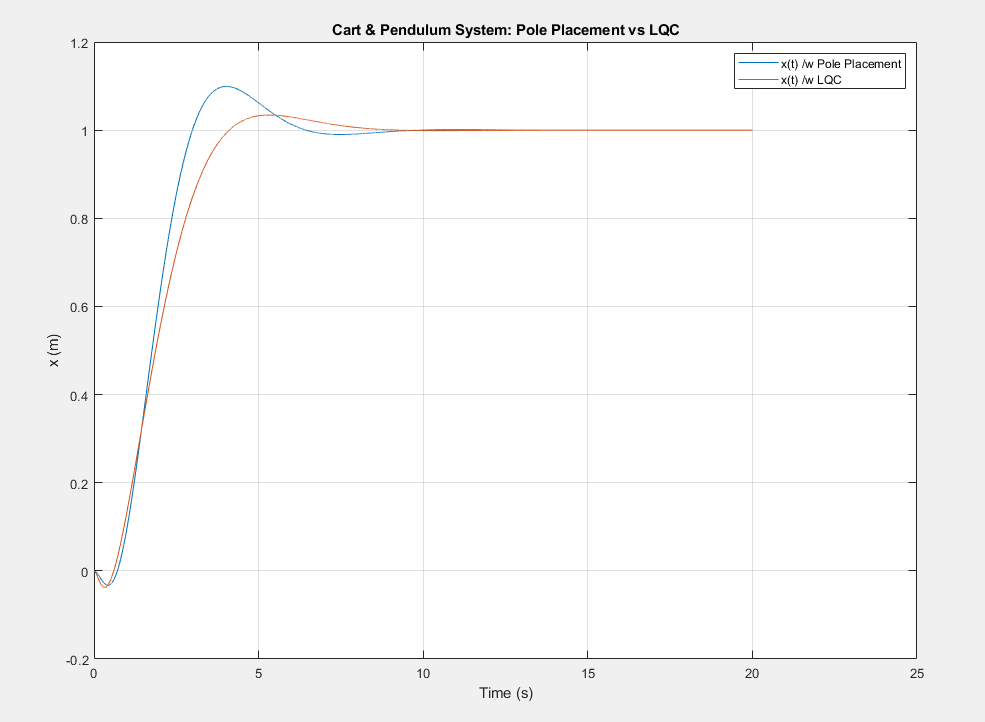 Cart & Pendulum System: Pole Placement vs LQC
x(t) /w Pole Placement
x(t) /w LQC
1.2
1
0.8
0.6
0.4
0.2
0
-0.2
x (m)
0 5 10 15 20 25
Time (s)